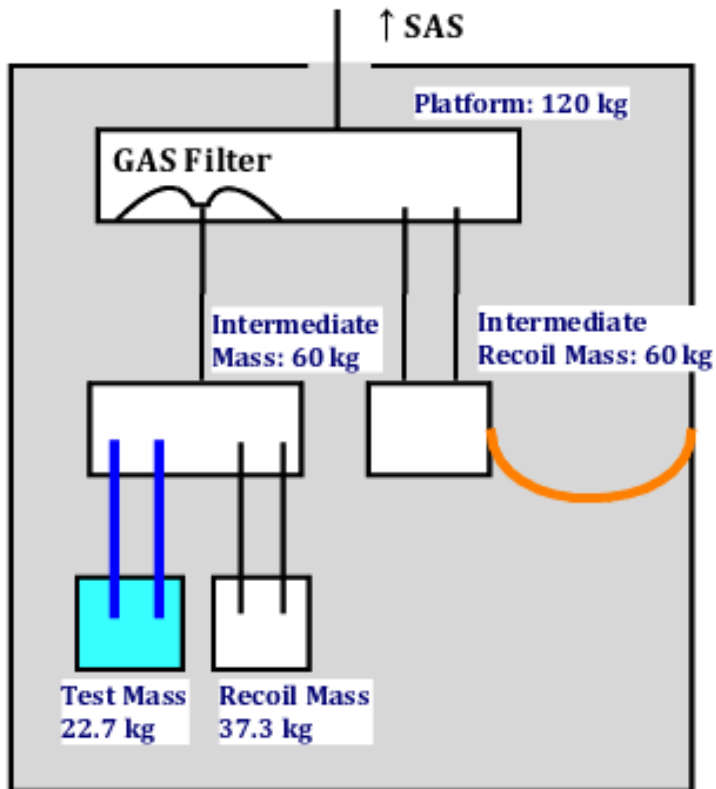 ↑ SAS
Platform: 120 kg
GAS Filter
Intermediate
Mass: 60 kg
Intermediate
Recoil Mass: 60 kg
Test Mass
22.7 kg
Recoil Mass
37.3 kg